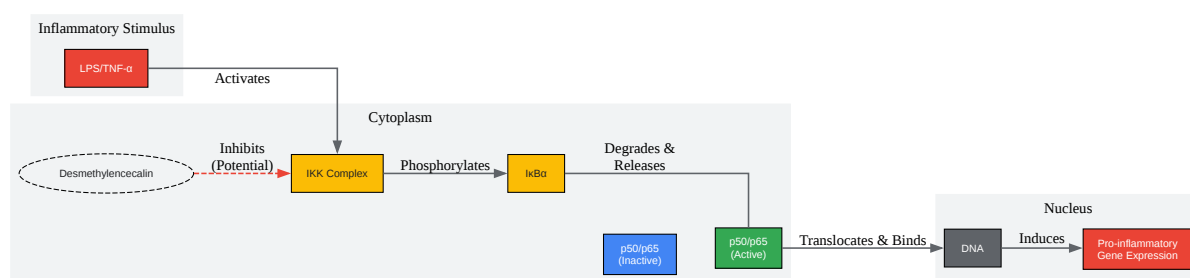 Inflammatory Stimulus
LPS/TNF-α
Activates
Cytoplasm
Desmethylencecalin
Inhibits
(Potential)
IKK Complex
Phosphorylates
IκBα
Degrades &
Releases
p50/p65
(Inactive)
p50/p65
(Active)
Translocates & Binds
Nucleus
DNA
Induces
Pro-inflammatory
Gene Expression